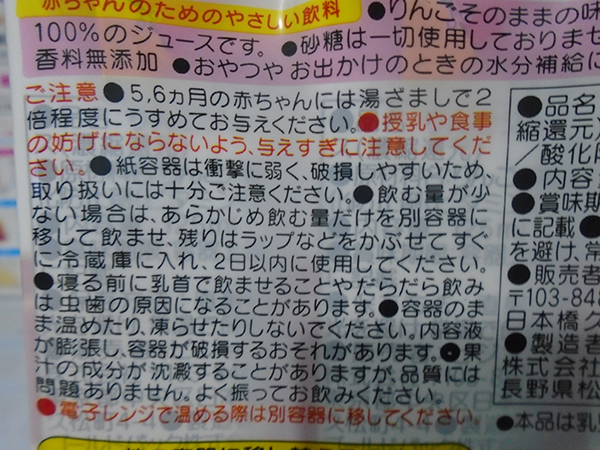 赤ちゃんのためのやさしい飲料
●りんごそのままの味
100%のジュースです。●砂糖は一切使用しておりませ
香料無添加 ●おやつや お出かけのときの水分補給に
ご注意 ●5,6ヵ月の赤ちゃんには湯ざましで2
倍程度にうすめてお与えください。●授乳や食事
の妨げにならないよう、与えすぎに注意してくだ
さい。●紙容器は衝撃に弱く、破損しやすいため、
取り扱いには十分ご注意ください。●飲む量が少
ない場合は、あらかじめ飲む量だけを別容器に
移して飲ませ、残りはラップなどをかぶせてすぐ
に冷蔵庫に入れ、2日以内に使用してください。
●寝る前に乳首で飲ませることやだらだら飲み
は虫歯の原因になることがあります。●容器のま
ま温めたり、凍らせたりしないでください。内容液
が膨張し、容器が破損するおそれがあります。●果
汁の成分が沈澱することがありますが、品質には
問題ありません。よく振ってお飲みください。
●電子レンジで温める際は別容器に移してください。
●品名
縮還元
/酸化防
●内容
●賞味期
に記載 ●
を避け、常
●販売者
〒103-848
日本橋久
●製造者
株式会社
長野県松
●本品は乳